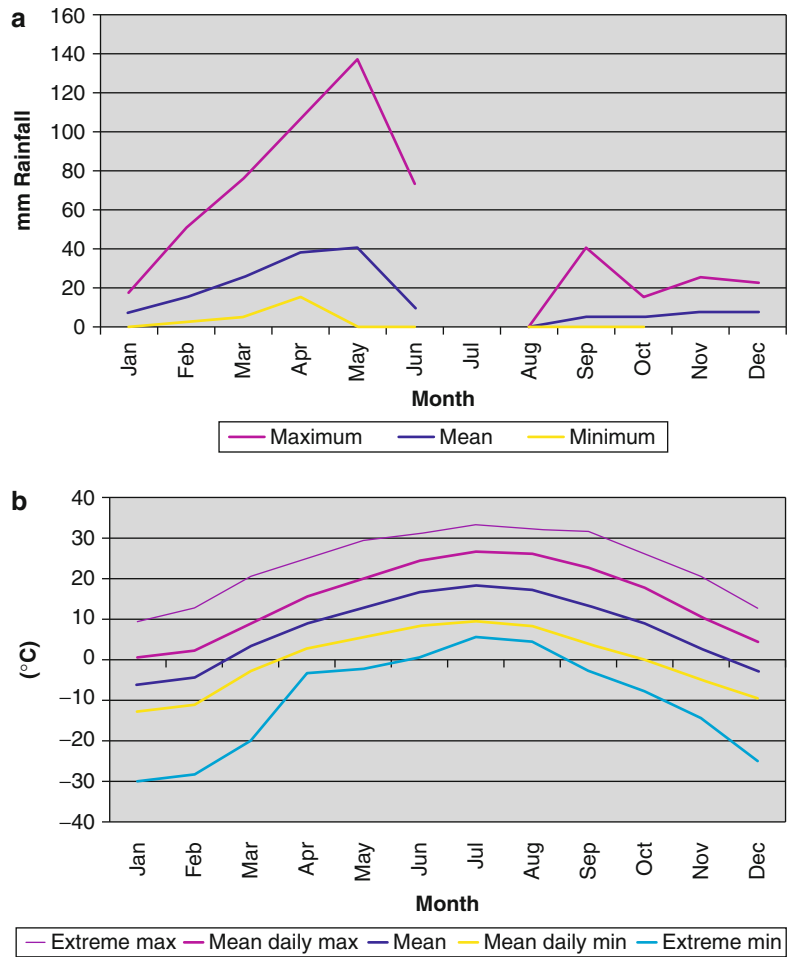 a
160
140
120
100
80
60
40
20
0
mm Rainfall
Jan Feb Mar Apr May Jun Jul Aug Sep Oct Nov Dec
Month
Maximum Mean Minimum
b
40
30
20
10
0
−10
−20
−30
−40
(°C)
Jan Feb Mar Apr May Jun Jul Aug Sep Oct Nov Dec
Month
Extreme max Mean daily max Mean Mean daily min Extreme min